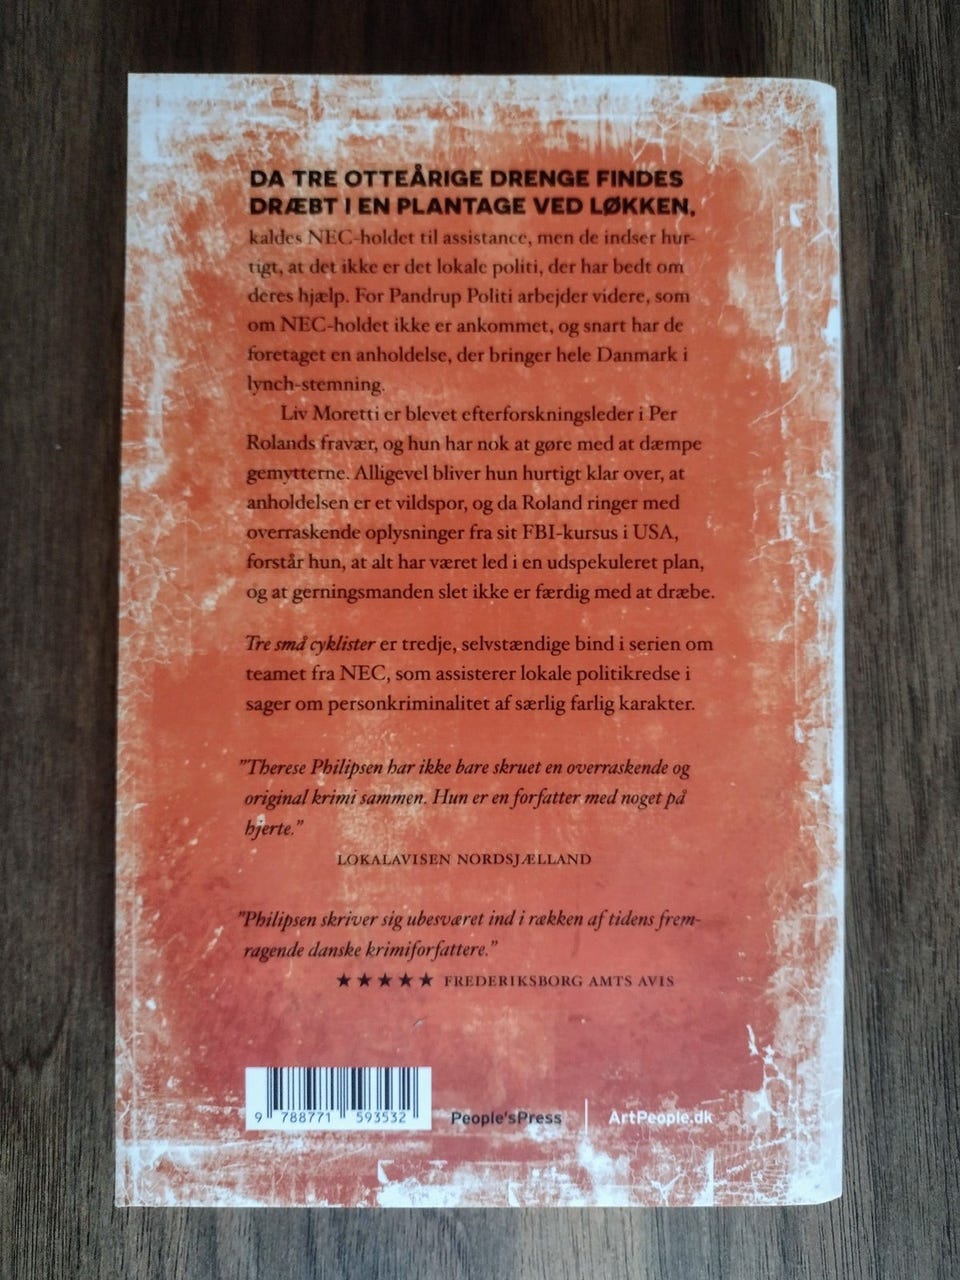 DA TRE OTTEÅRIGE DRENGE FINDES
DRÆBT I EN PLANTAGE VED LØKKEN,
kaldes NEC-holdet til assistance, men de indser hur-
tigt, at det ikke er det lokale politi, der har bedt om
deres hjælp. For Pandrup Politi arbejder videre, som
om NEC-holdet ikke er ankommet, og snart har de
foretaget en anholdelse, der bringer hele Danmark i
lynch-stemning.
Liv Moretti er blevet efterforskningsleder i Per
Rolands fravær, og hun har nok at gøre med at dæmpe
gemytterne. Alligevel bliver hun hurtigt klar over, at
anholdelsen er et vildspor, og da Roland ringer med
overraskende oplysninger fra sit FBI-kursus i USA,
forstår hun, at alt har været led i en udspekuleret plan,
og at gerningsmanden slet ikke er færdig med at dræbe.
Tre små cyklister er tredje, selvstændige bind i serien om
teamet fra NEC, som assisterer lokale politikredse i
sager om personkriminalitet af særlig farlig karakter.
"Therese Philipsen har ikke bare skruet en overraskende og
original krimi sammen. Hun er en forfatter med noget på
hjerte."
LOKALAVISEN NORDSJÆLLAND
"Philipsen skriver sig ubesværet ind i rækken af tidens frem-
ragende danske krimiforfattere."
★★★★★ FREDERIKSBORG AMTS AVIS
9 788771 593532
People'sPress | ArtPeople.dk